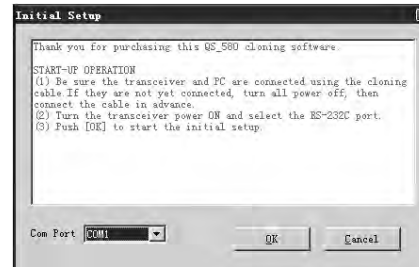 Initial Setup
Thank you for purchasing this QS_580 cloning software.
START-UP OPERATION
(1) Be sure the transceiver and PC are connected using the cloning
cable.If they are not yet connected, turn all power off, then
connect the cable in advance.
(2) Turn the transceiver power ON and select the RS-232C port.
(3) Push [OK] to start the initial setup.
Com Port COM1
OK
Cancel